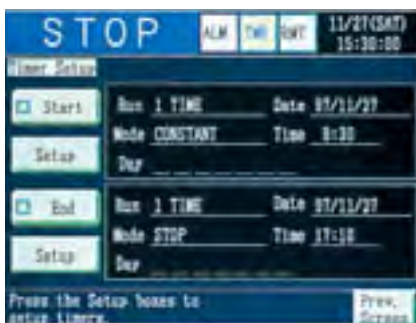 STOP ALM TMR RMT 11/27(SAT)
15:30:00
Timer Setup
Start
Run 1 TIME Date 97/11/27
Mode CONSTANT Time 8:30
Setup
Day
End
Run 1 TIME Date 97/11/27
Mode STOP Time 17:10
Setup
Day
Press the Setup boxes to
setup timers.
Prev.
Screen